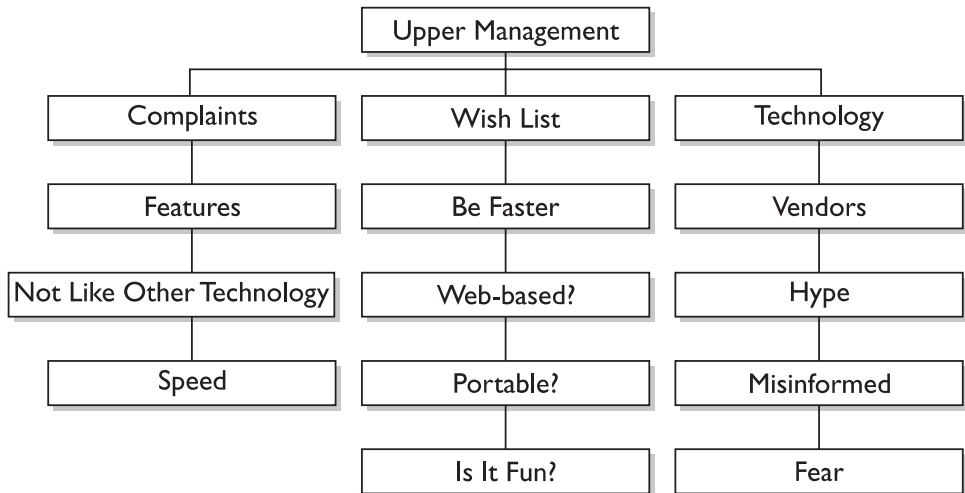 Upper Management
Complaints
Wish List
Technology
Features
Be Faster
Vendors
Not Like Other Technology
Web-based?
Hype
Speed
Portable?
Misinformed
Is It Fun?
Fear